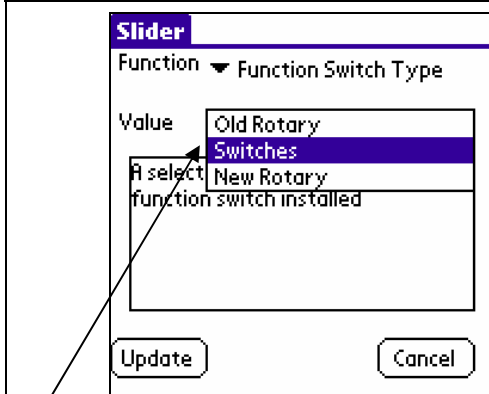 Slider
Function Function Switch Type
Value Old Rotary
Switches
A select New Rotary
function switch installed
Update Cancel